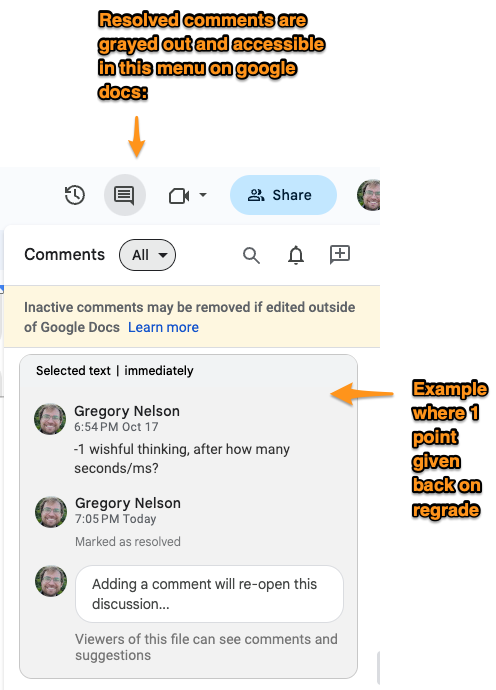 Resolved comments are
grayed out and accessible
in this menu on google
docs:
Share
Comments
All
Inactive comments may be removed if edited outside
of Google Docs Learn more
Selected text | immediately
Gregory Nelson
6:54 PM Oct 17
-1 wishful thinking, after how many
seconds/ms?
Gregory Nelson
7:05 PM Today
Marked as resolved
Adding a comment will re-open this
discussion...
Viewers of this file can see comments and
suggestions
Example
where 1
point
given
back on
regrade